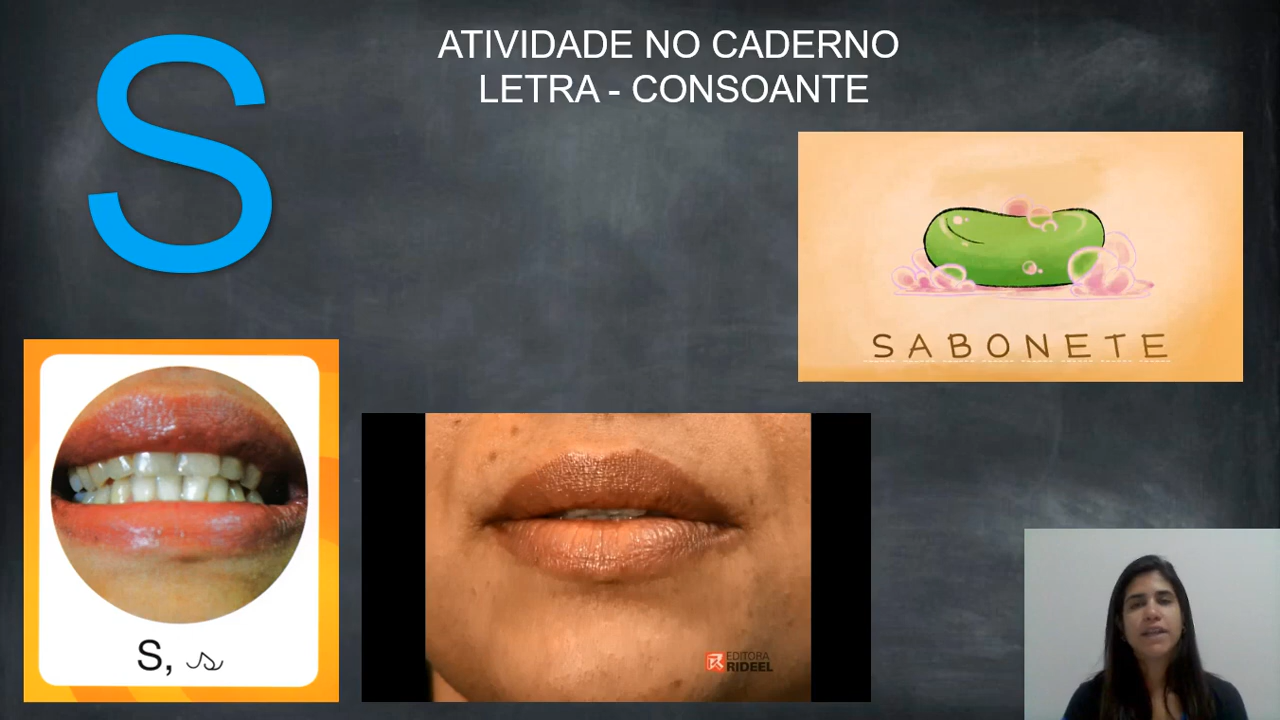 S
ATIVIDADE NO CADERNO
LETRA - CONSOANTE
SABONETE
S, s
EDITORA
RIDEEL